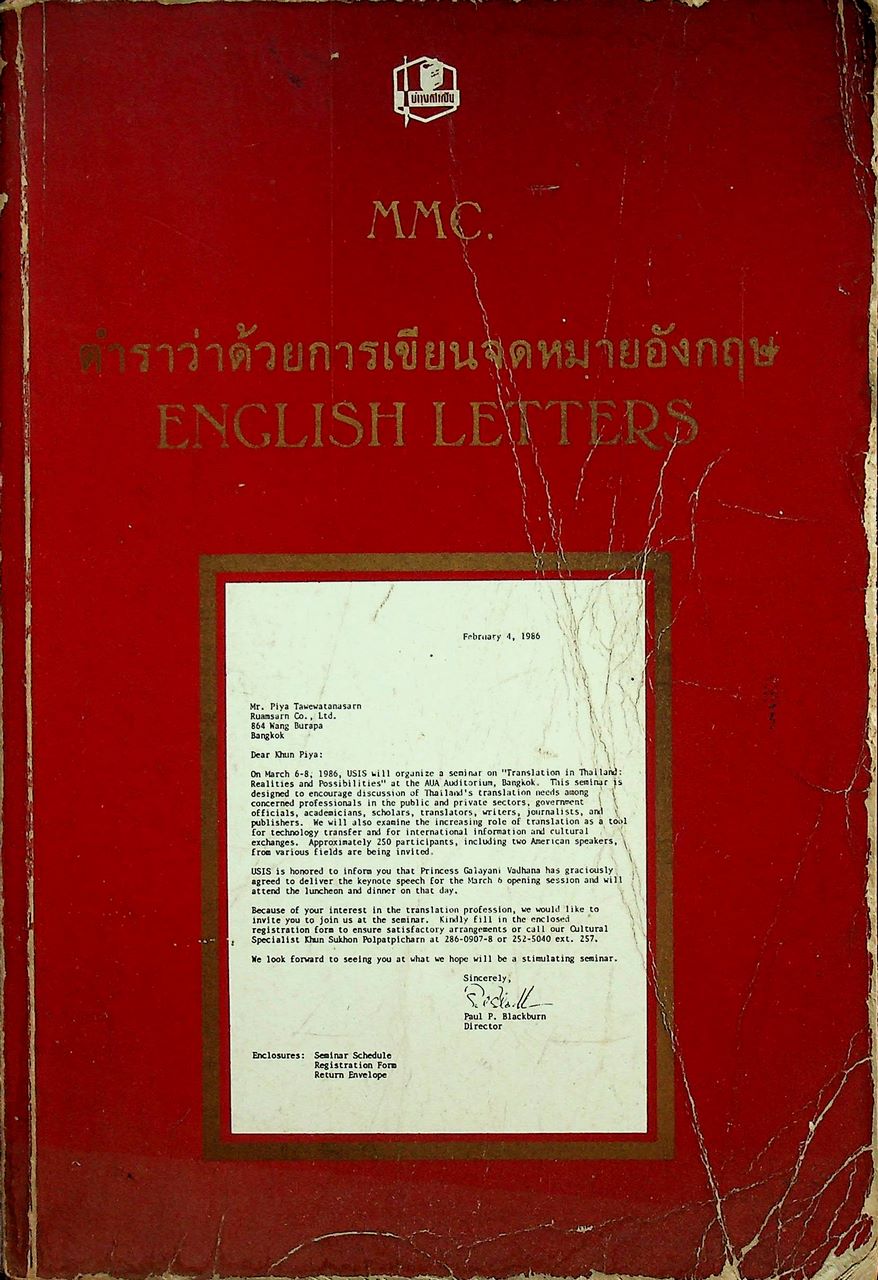 บำรุงสาส์น
MMC.
ตำราว่าด้วยการเขียนจดหมายอังกฤษ
ENGLISH LETTERS
February 4, 1986
Mr. Piya Tawewatanasarn
Ruamsarn Co., Ltd.
864 Wang Burapa
Bangkok
Dear Khun Piya:
On March 6-8, 1986, USIS will organize a seminar on "Translation in Thailand:
Realities and Possibilities" at the AUA Auditorium, Bangkok. This seminar is
designed to encourage discussion of Thailand's translation needs among
concerned professionals in the public and private sectors, government
officials, academicians, scholars, translators, writers, journalists, and
publishers. We will also examine the increasing role of translation as a tool
for technology transfer and for international information and cultural
exchanges. Approximately 250 participants, including two American speakers,
from various fields are being invited.
USIS is honored to inform you that Princess Galayani Vadhana has graciously
agreed to deliver the keynote speech for the March 6 opening session and will
attend the luncheon and dinner on that day.
Because of your interest in the translation profession, we would like to
invite you to join us at the seminar. Kindly fill in the enclosed
registration form to ensure satisfactory arrangements or call our Cultural
Specialist Khun Sukhon Polpatpicharn at 286-0907-8 or 252-5040 ext. 257.
We look forward to seeing you at what we hope will be a stimulating seminar.
Sincerely,
Paul P. Blackburn
Director
Enclosures: Seminar Schedule
Registration Form
Return Envelope